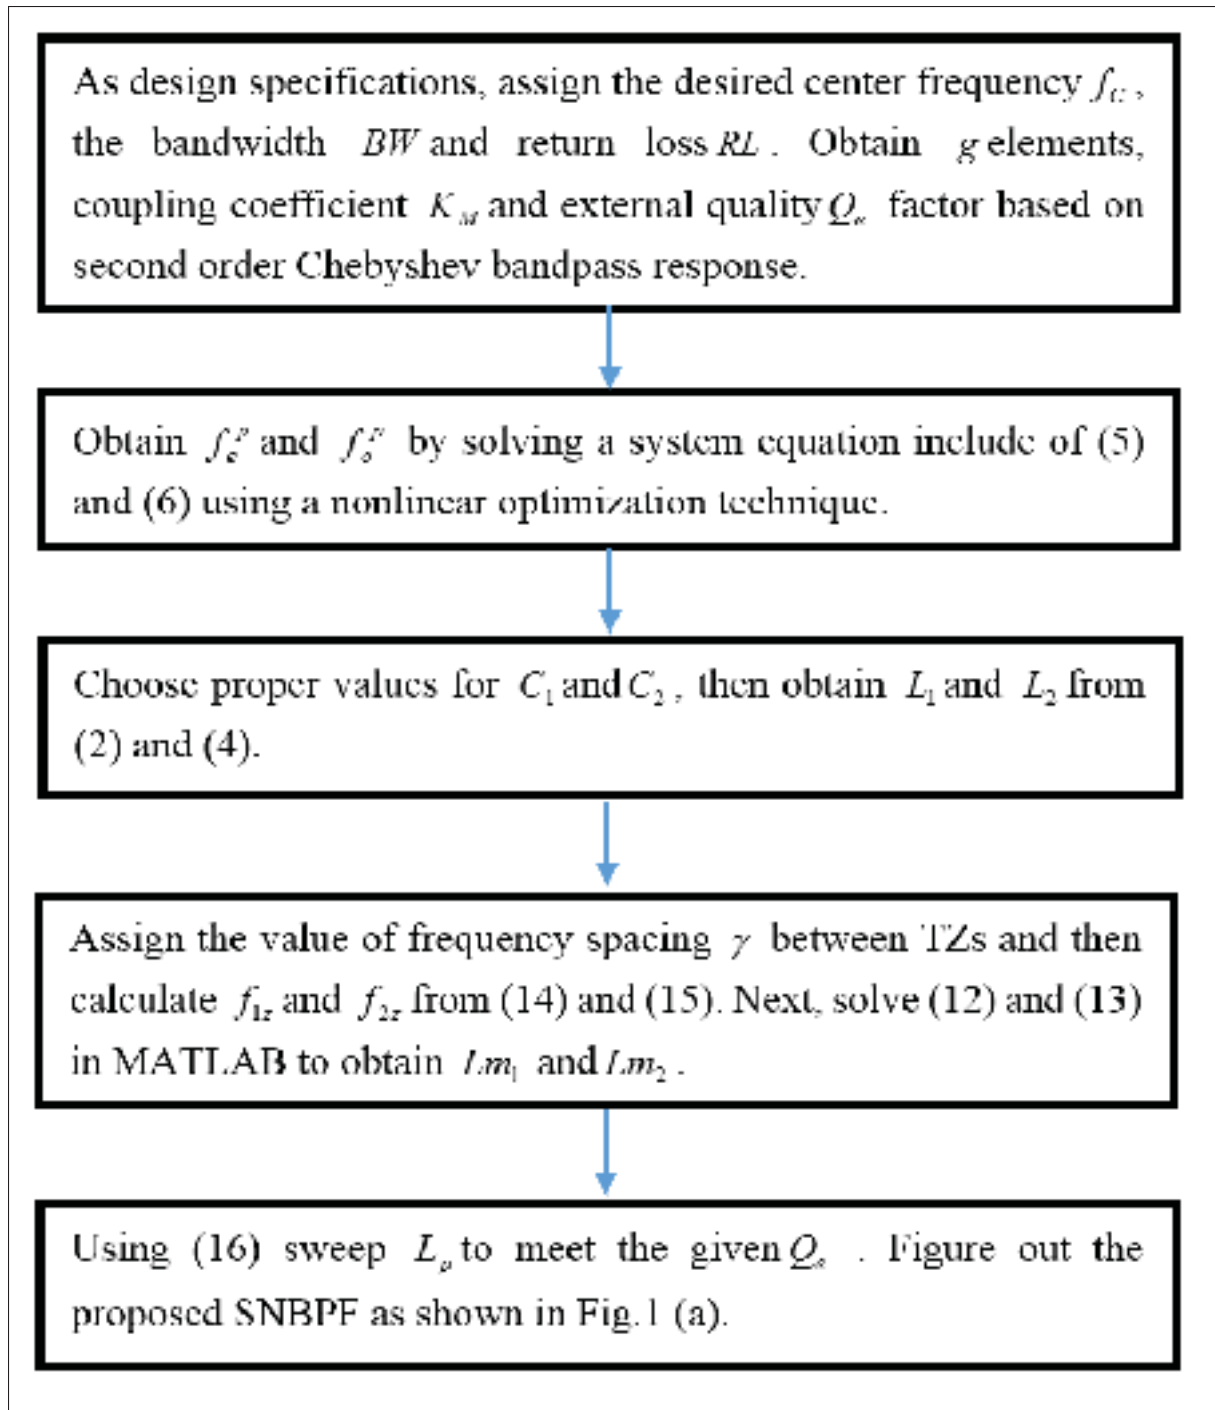 As design specifications, assign the desired center frequency f_C,
the bandwidth BW and return loss RL. Obtain g elements,
coupling coefficient K_M and external quality Q_e factor based on
second order Chebyshev bandpass response.
Obtain f_e^p and f_o^p by solving a system equation include of (5)
and (6) using a nonlinear optimization technique.
Choose proper values for C_1 and C_2, then obtain L_1 and L_2 from
(2) and (4).
Assign the value of frequency spacing γ between TZs and then
calculate f_1z and f_2z from (14) and (15). Next, solve (12) and (13)
in MATLAB to obtain Lm_1 and Lm_2.
Using (16) sweep L_p to meet the given Q_e . Figure out the
proposed SNBPF as shown in Fig.1 (a).